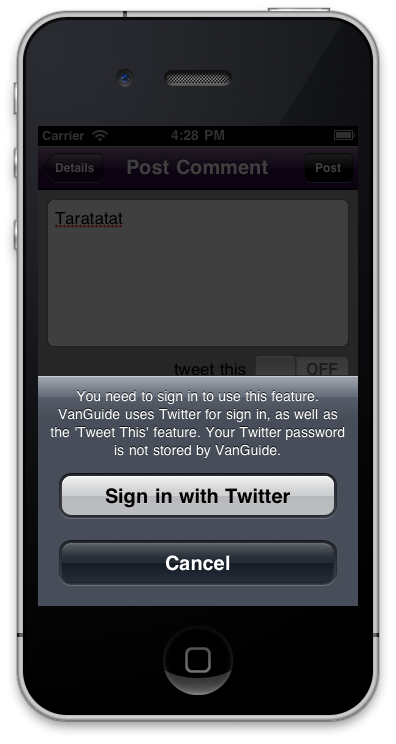 Carrier 4:28 PM
Details Post Comment Post
Taratatat
tweet this OFF
You need to sign in to use this feature.
VanGuide uses Twitter for sign in, as well as
the 'Tweet This' feature. Your Twitter password
is not stored by VanGuide.
Sign in with Twitter
Cancel